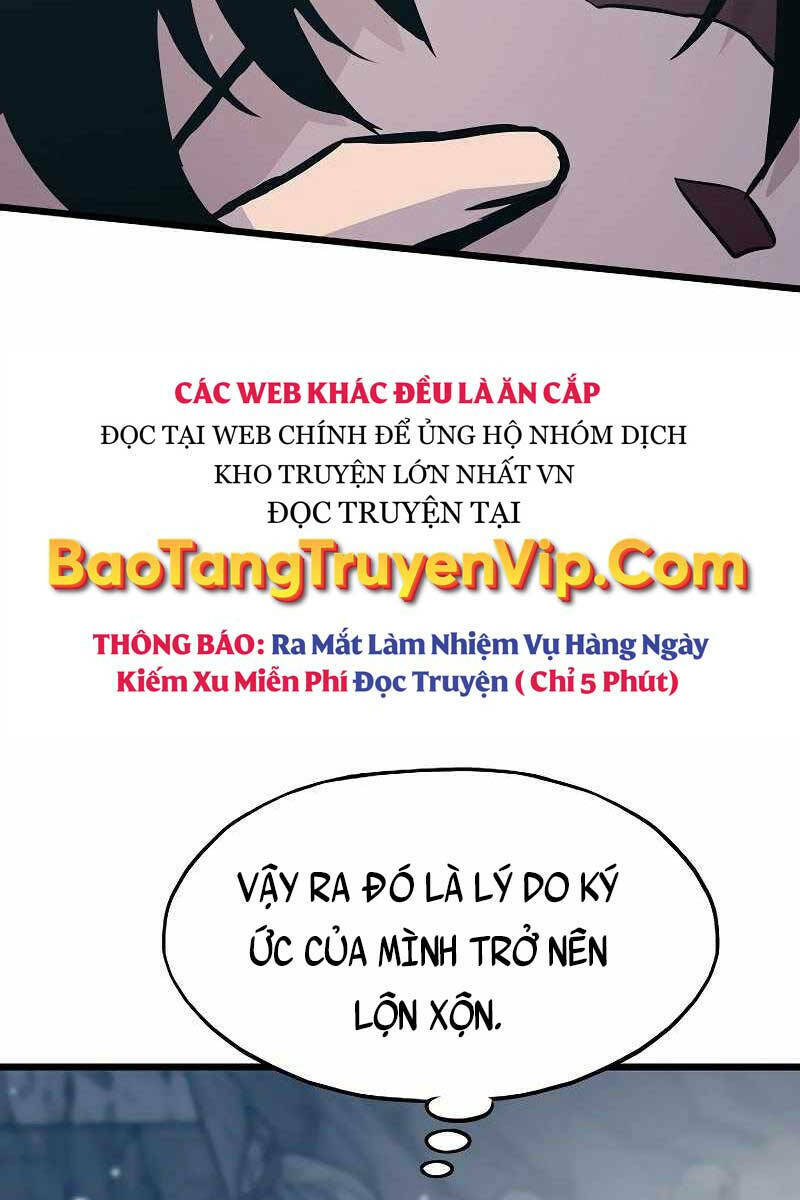 CÁC WEB KHÁC ĐỀU LÀ ĂN CẮP
ĐỌC TẠI WEB CHÍNH ĐỂ ỦNG HỘ NHÓM DỊCH
KHO TRUYỆN LỚN NHẤT VN
ĐỌC TRUYỆN TẠI
BaoTangTruyenVip.Com
THÔNG BÁO: Ra Mắt Làm Nhiệm Vụ Hàng Ngày
Kiếm Xu Miễn Phí Đọc Truyện ( Chỉ 5 Phút)
VẬY RA ĐÓ LÀ LÝ DO KÝ
ỨC CỦA MÌNH TRỞ NÊN
LỘN XỘN.